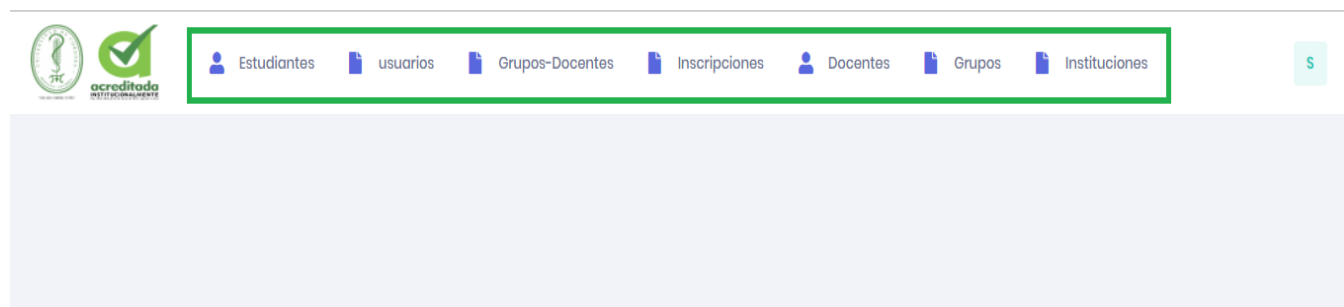 Estudiantes usuarios Grupos-Docentes Inscripciones Docentes Grupos Instituciones S
acreditada
INSTITUCIONALMENTE